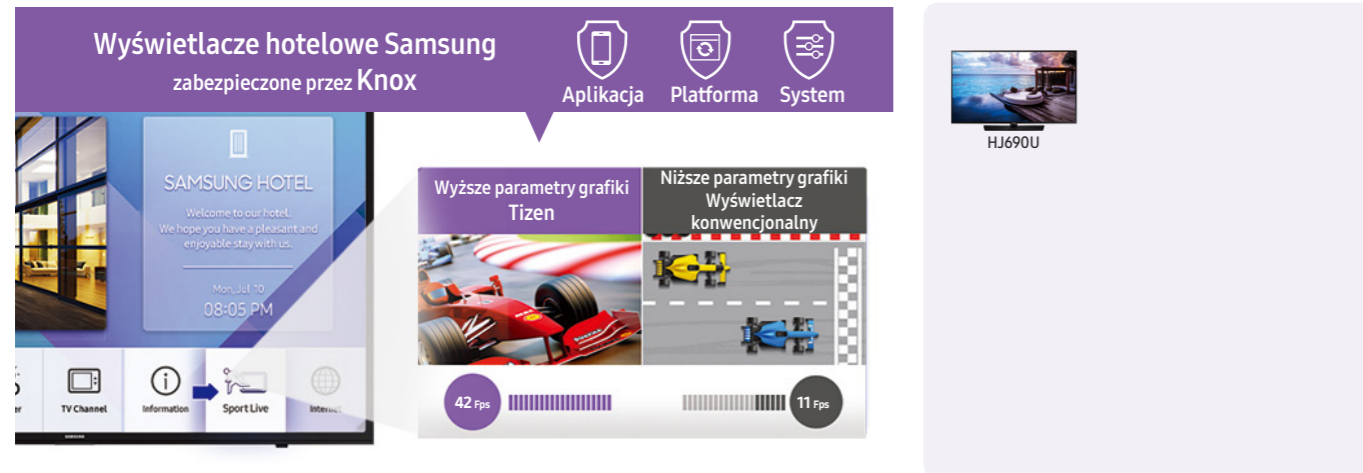 Wyświetlacze hotelowe Samsung
zabezpieczone przez Knox
Aplikacja
Platforma
System
HJ690U
SAMSUNG HOTEL
Welcome to our hotel.
We hope you have a pleasant and
enjoyable stay with us.
Mon, Jul 10
08:05 PM
TV Channel
Information
Sport Live
Internet
SAMSUNG
Wyższe parametry grafiki
Tizen
Niższe parametry grafiki
Wyświetlacz
konwencjonalny
42 Fps
11 Fps